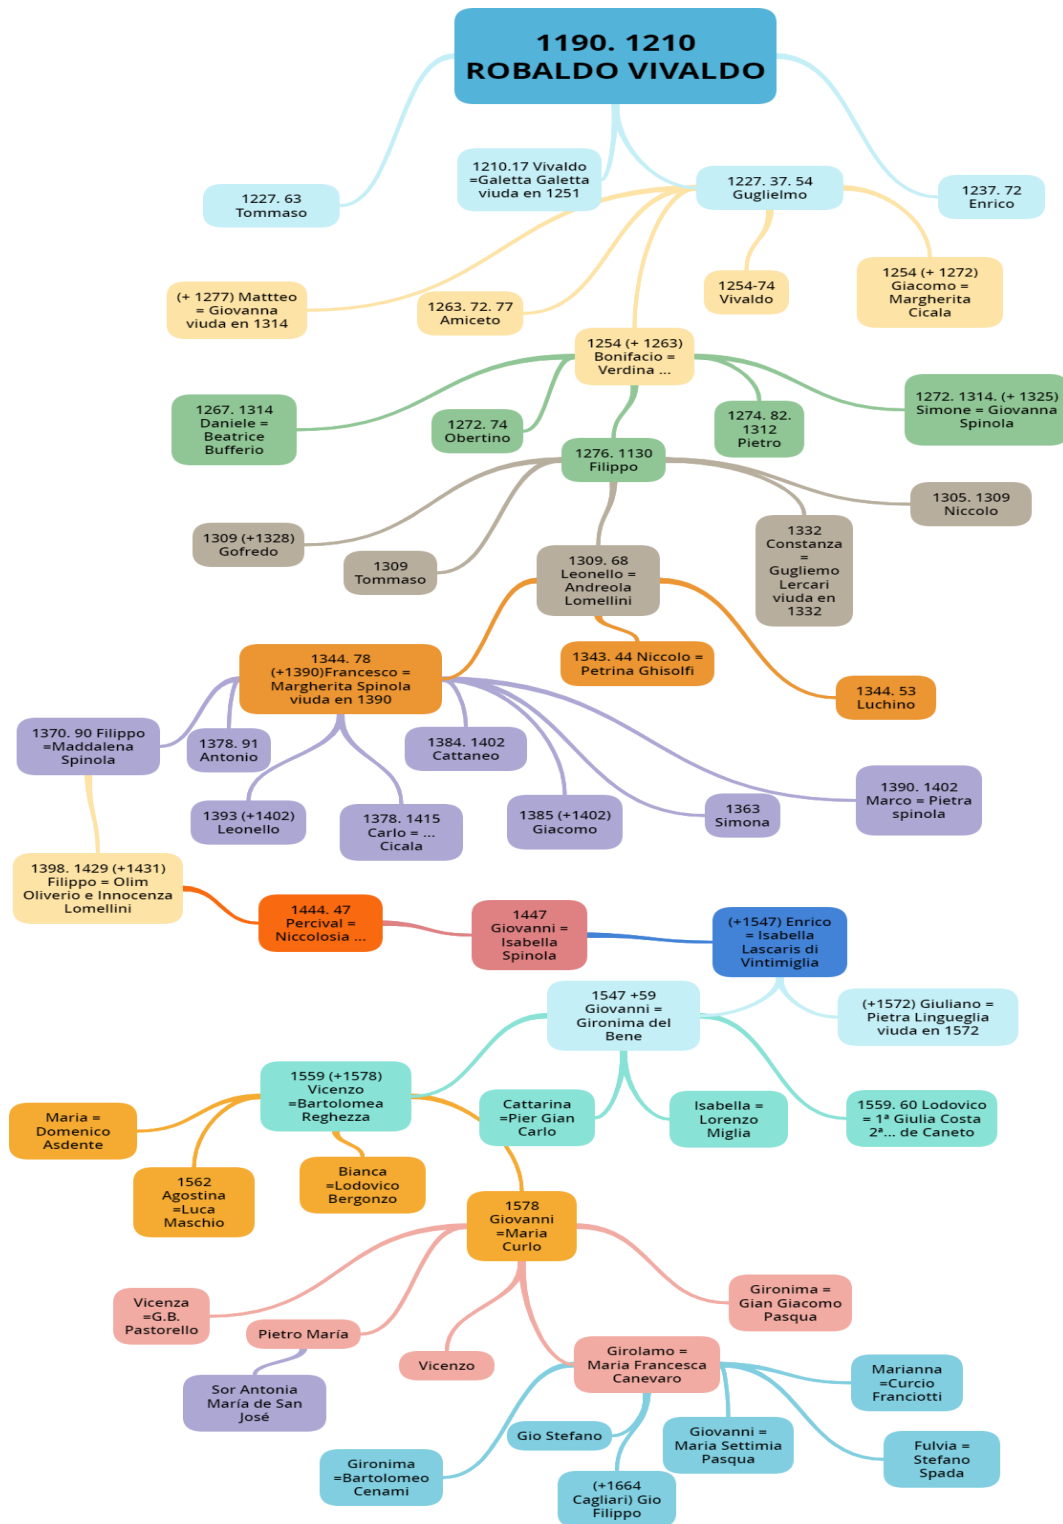 1190. 1210
ROBALDO VIVALDO
1227. 63
Tommaso
1210.17 Vivaldo
=Galetta Galetta
viuda en 1251
1227. 37. 54
Guglielmo
1237. 72
Enrico
(+ 1277) Mattteo
= Giovanna
viuda en 1314
1263. 72. 77
Amiceto
1254-74
Vivaldo
1254 (+ 1272)
Giacomo =
Margherita
Cicala
1254 (+ 1263)
Bonifacio =
Verdina ...
1267. 1314
Daniele =
Beatrice
Bufferio
1272. 74
Obertino
1274. 82.
1312
Pietro
1272. 1314. (+ 1325)
Simone = Giovanna
Spinola
1276. 1130
Filippo
1309 (+1328)
Gofredo
1309
Tommaso
1309. 68
Leonello =
Andreola
Lomellini
1332
Constanza
=
Gugliemo
Lercari
viuda en
1332
1305. 1309
Niccolo
1344. 78
(+1390)Francesco =
Margherita Spinola
viuda en 1390
1343. 44 Niccolo =
Petrina Ghisolfi
1344. 53
Luchino
1370. 90 Filippo
=Maddalena
Spinola
1378. 91
Antonio
1384. 1402
Cattaneo
1393 (+1402)
Leonello
1378. 1415
Carlo = ...
Cicala
1385 (+1402)
Giacomo
1363
Simona
1390. 1402
Marco = Pietra
spinola
1398. 1429 (+1431)
Filippo = Olim
Oliverio e Innocenza
Lomellini
1444. 47
Percival =
Niccolosia ...
1447
Giovanni =
Isabella
Spinola
(+1547) Enrico
= Isabella
Lascaris di
Vintimiglia
1547 +59
Giovanni =
Gironima del
Bene
(+1572) Giuliano =
Pietra Lingueglia
viuda en 1572
1559 (+1578)
Vicenzo
=Bartolomea
Reghezza
Cattarina
=Pier Gian
Carlo
Isabella =
Lorenzo
Miglia
1559. 60 Lodovico
= 1ª Giulia Costa
2ª... de Caneto
Maria =
Domenico
Asdente
1562
Agostina
=Luca
Maschio
Bianca
=Lodovico
Bergonzo
1578
Giovanni
=Maria
Curlo
Vicenza
=G.B.
Pastorello
Pietro María
Vicenzo
Girolamo =
Maria Francesca
Canevaro
Gironima =
Gian Giacomo
Pasqua
Sor Antonia
María de San
José
Gironima
=Bartolomeo
Cenami
Gio Stefano
(+1664
Cagliari) Gio
Filippo
Giovanni =
Maria Settimia
Pasqua
Marianna
=Curcio
Franciotti
Fulvia =
Stefano
Spada